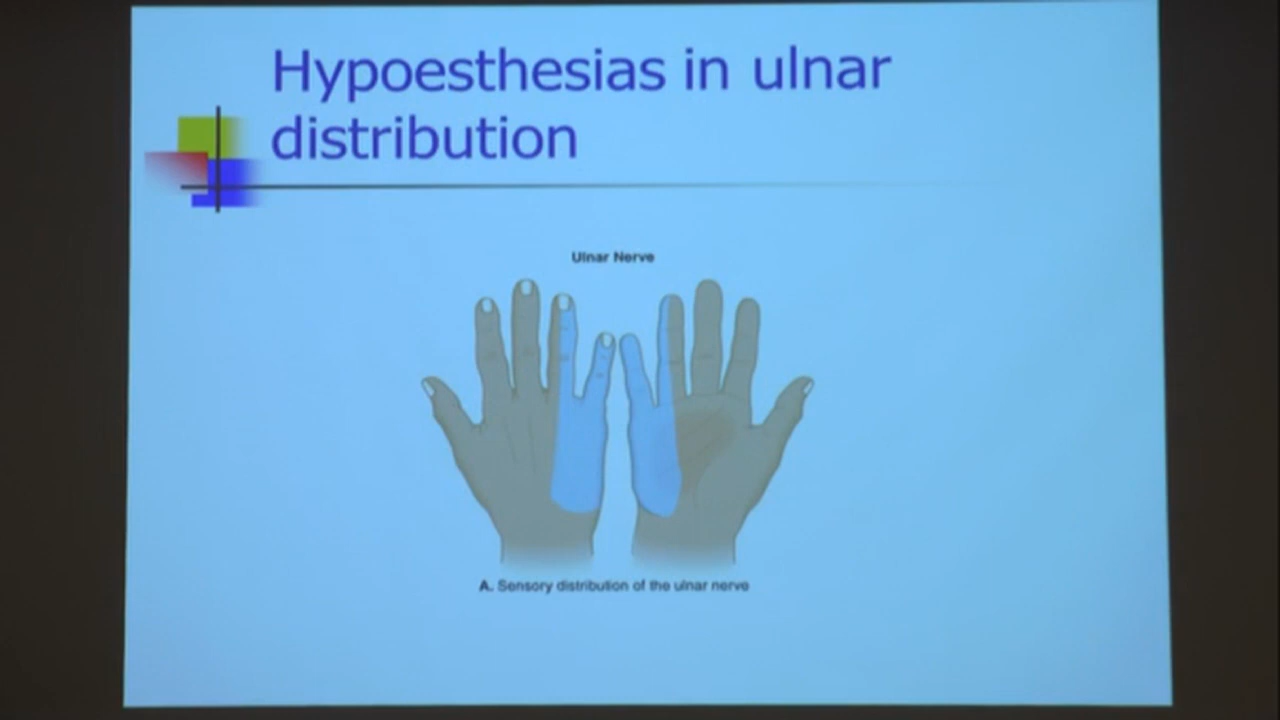 Hypoesthesias in ulnar
distribution
Ulnar Nerve
A. Sensory distribution of the ulnar nerve